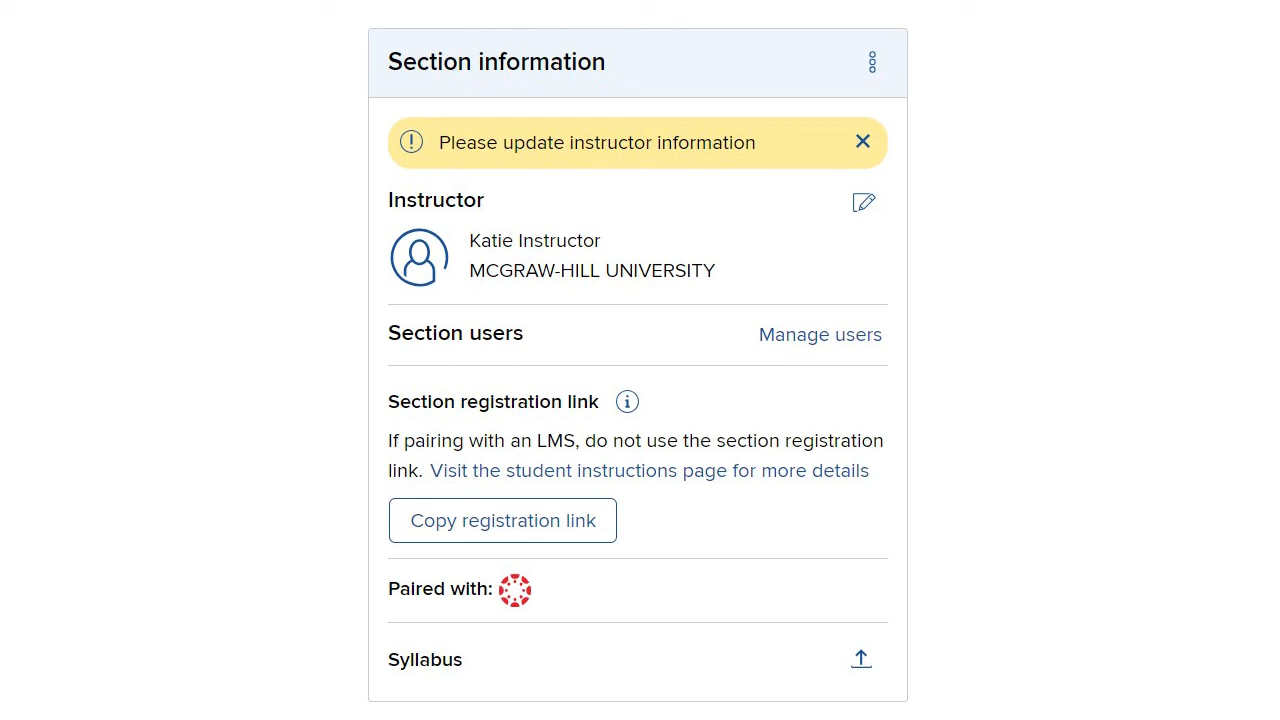 Section information
Please update instructor information
Instructor
Katie Instructor
MCGRAW-HILL UNIVERSITY
Section users
Manage users
Section registration link
If pairing with an LMS, do not use the section registration
link. Visit the student instructions page for more details
Copy registration link
Paired with:
Syllabus